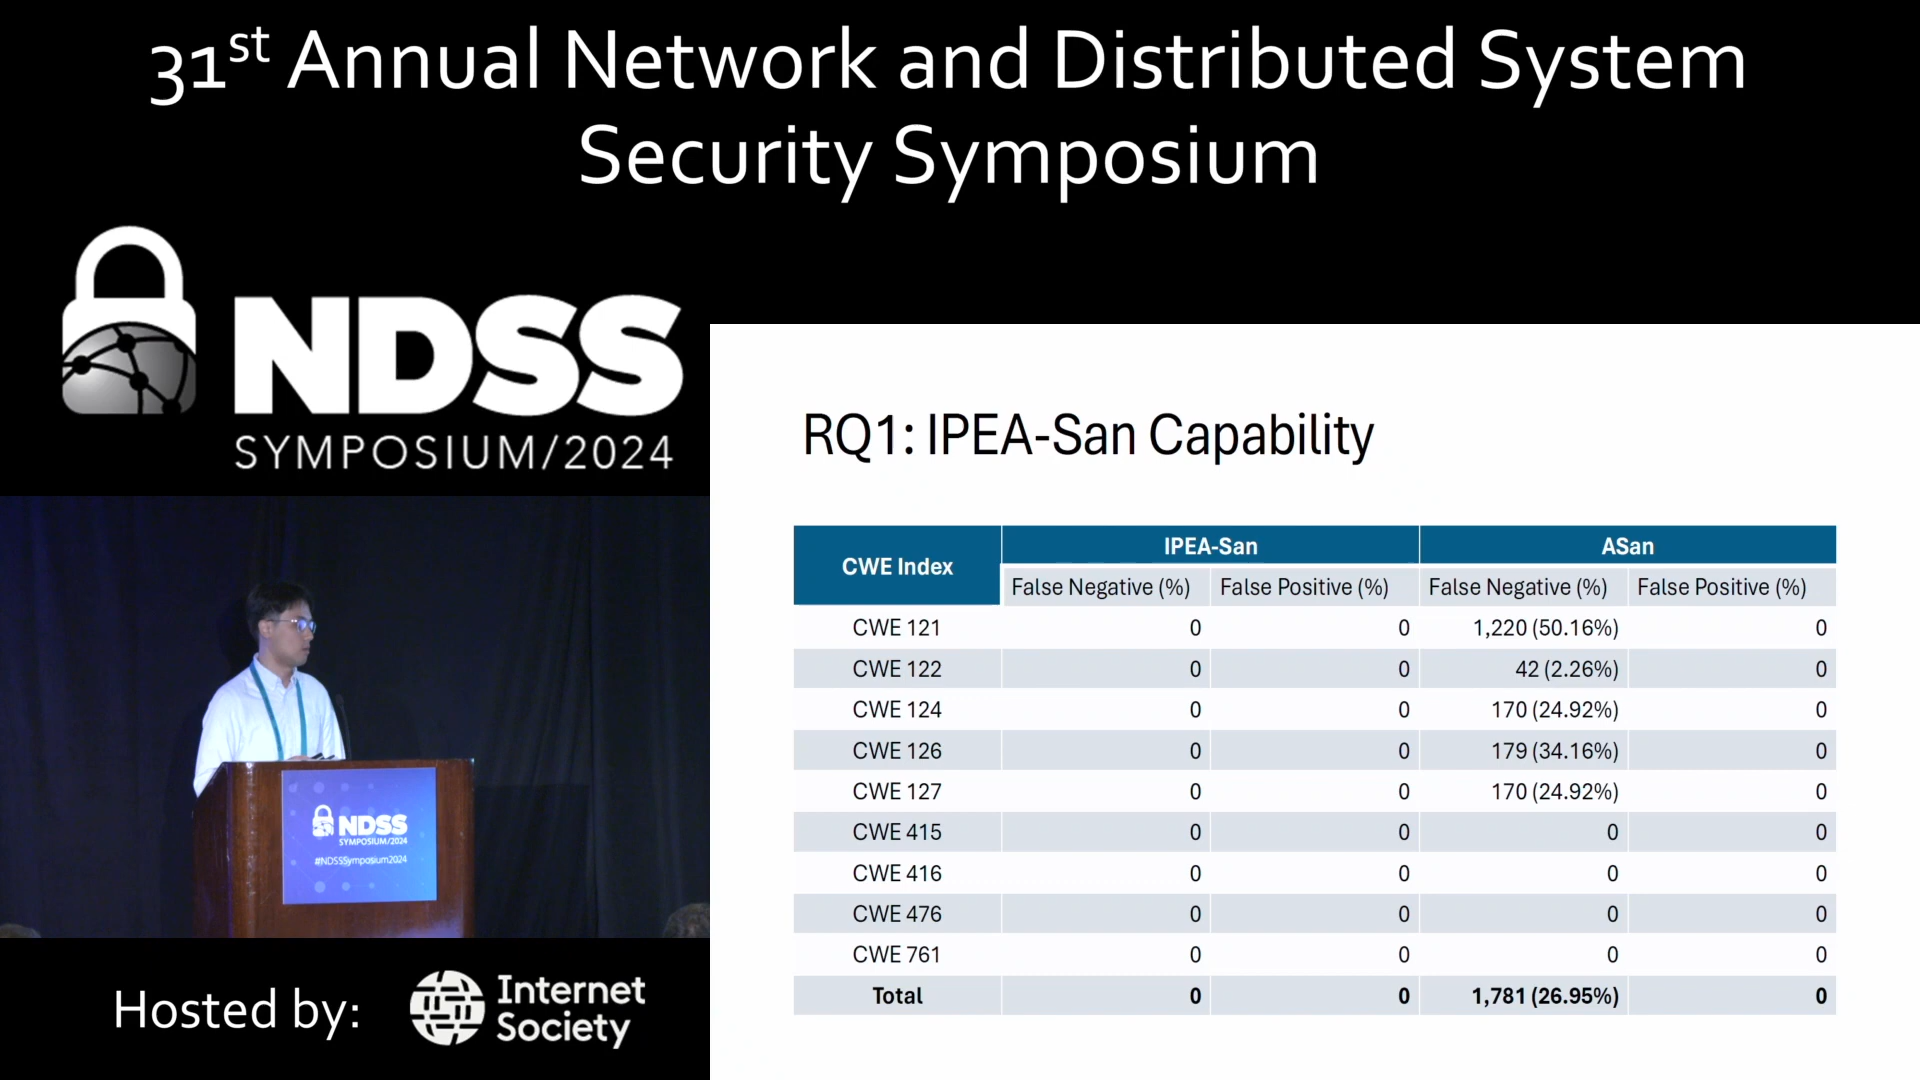 31st Annual Network and Distributed System
Security Symposium
NDSS
SYMPOSIUM/2024
RQ1: IPEA-San Capability
CWE Index IPEA-San ASan
False Negative (%) False Positive (%) False Negative (%) False Positive (%)
CWE 121 0 0 1,220 (50.16%) 0
CWE 122 0 0 42 (2.26%) 0
CWE 124 0 0 170 (24.92%) 0
CWE 126 0 0 179 (34.16%) 0
CWE 127 0 0 170 (24.92%) 0
CWE 415 0 0 0 0
CWE 416 0 0 0 0
CWE 476 0 0 0 0
CWE 761 0 0 0 0
Total 0 0 1,781 (26.95%) 0
NDSS
SYMPOSIUM/2024
#NDSSSymposium2024
Hosted by:
Internet
Society